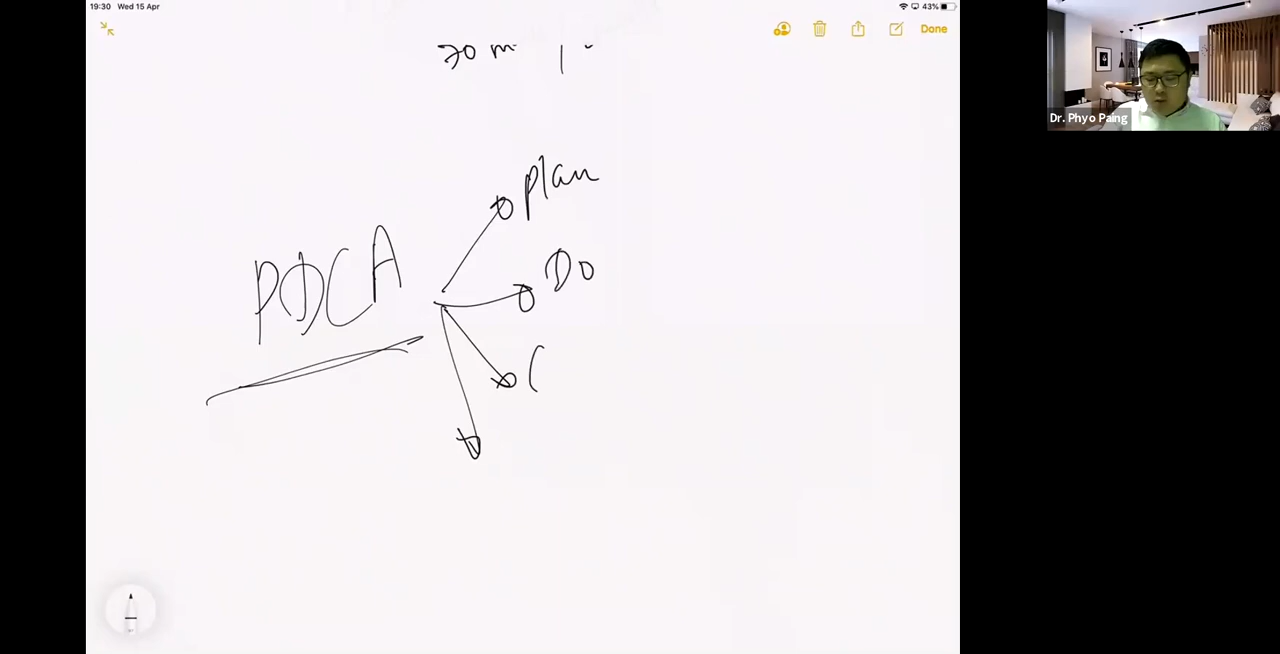 19:30 Wed 15 Apr
43%
Done
Dr. Phyo Paing
Plan
PDCA
Do
C